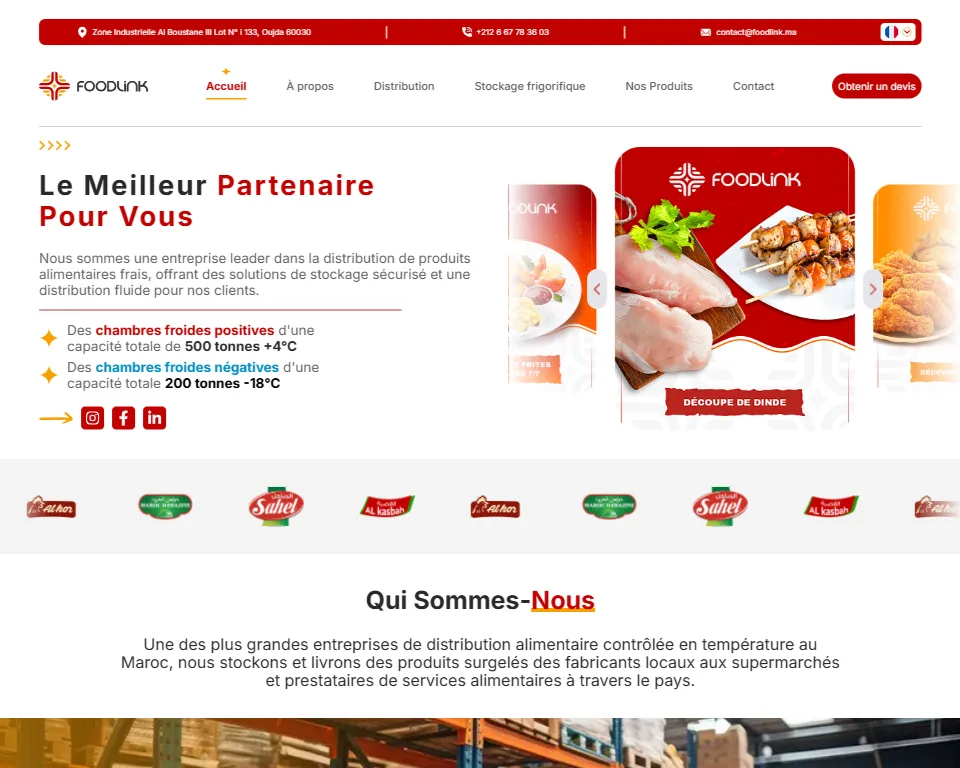 Zone Industrielle Al Boustane III Lot N° i 133, Oujda 60030
+212 6 67 78 36 03
contact@foodlink.ma
FOODLINK
Accueil
À propos
Distribution
Stockage frigorifique
Nos Produits
Contact
Obtenir un devis
Le Meilleur Partenaire
Pour Vous
Nous sommes une entreprise leader dans la distribution de produits
alimentaires frais, offrant des solutions de stockage sécurisé et une
distribution fluide pour nos clients.
Des chambres froides positives d'une
capacité totale de 500 tonnes +4°C
Des chambres froides négatives d'une
capacité totale 200 tonnes -18°C
FOODLINK
DÉCOUPE DE DINDE
FRITES
Al hor
MAROC DAWAJINE
Sahel
AL kasbah
Al hor
MAROC DAWAJINE
Sahel
AL kasbah
Al hor
Qui Sommes-Nous
Une des plus grandes entreprises de distribution alimentaire contrôlée en température au
Maroc, nous stockons et livrons des produits surgelés des fabricants locaux aux supermarchés
et prestataires de services alimentaires à travers le pays.